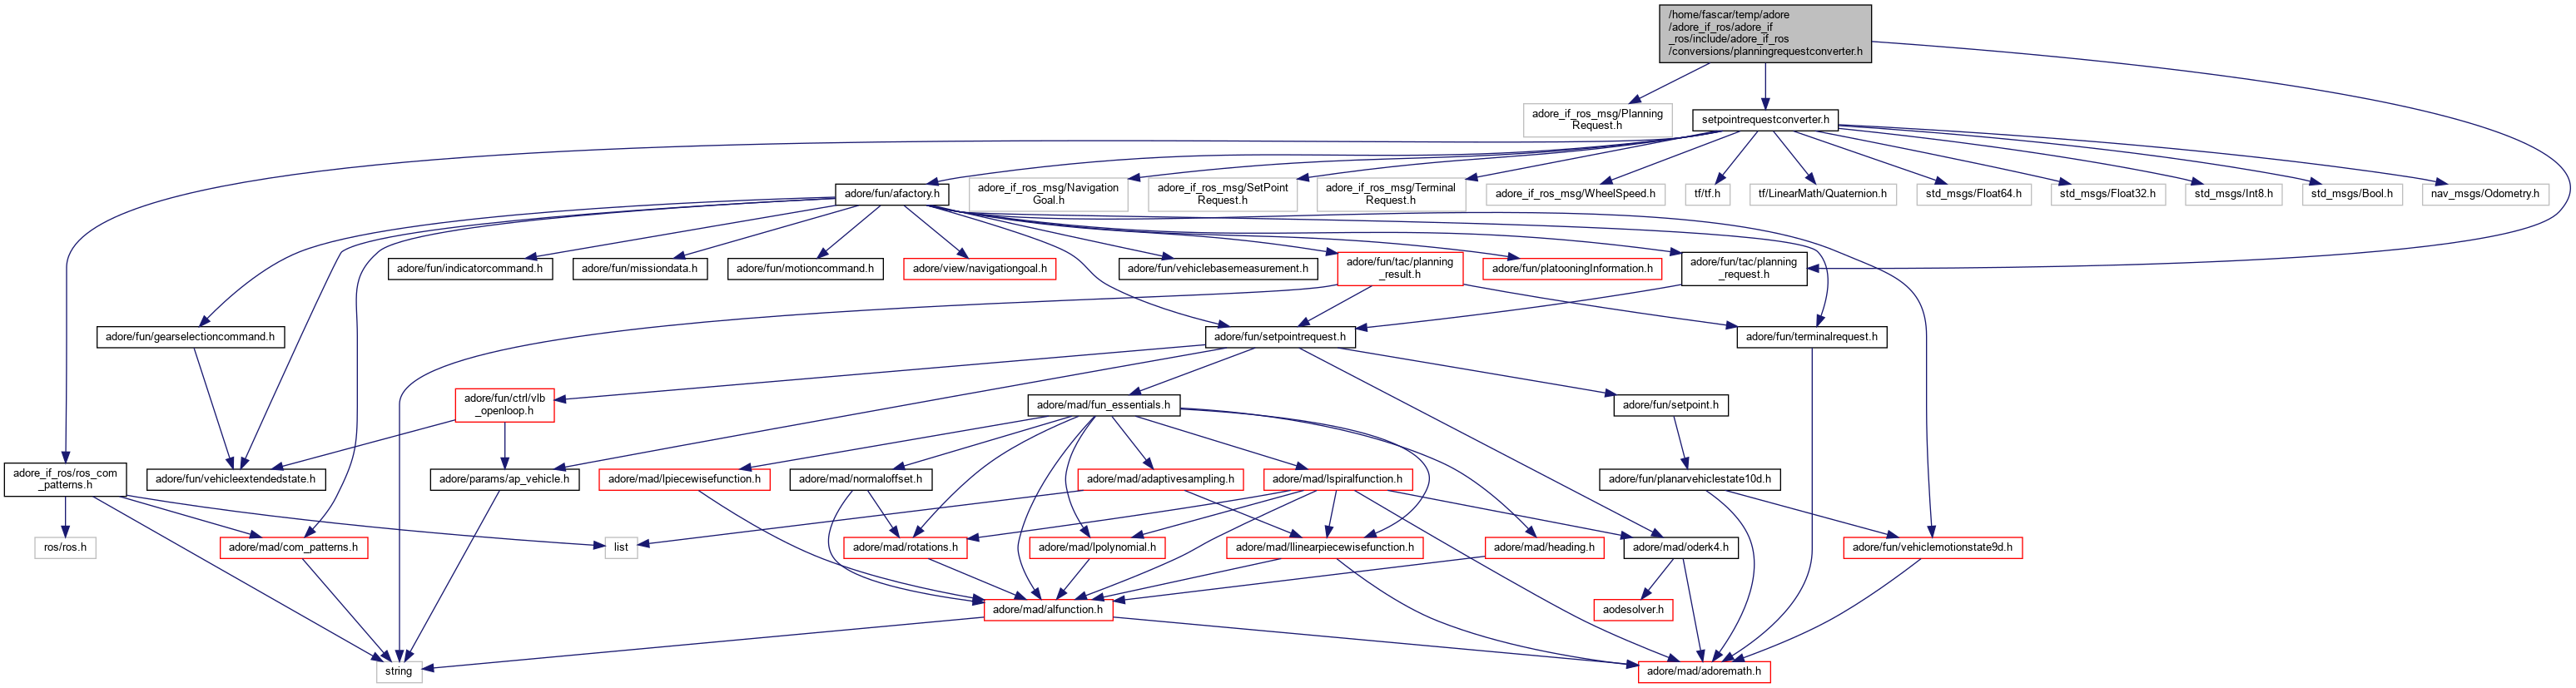 /home/fascar/temp/adore
/adore_if_ros/adore_if
_ros/include/adore_if_ros
/conversions/planningrequestconverter.h
adore_if_ros_msg/Planning
Request.h
setpointrequestconverter.h
adore/fun/afactory.h
adore_if_ros_msg/Navigation
Goal.h
adore_if_ros_msg/SetPoint
Request.h
adore_if_ros_msg/Terminal
Request.h
adore_if_ros_msg/WheelSpeed.h
tf/tf.h
tf/LinearMath/Quaternion.h
std_msgs/Float64.h
std_msgs/Float32.h
std_msgs/Int8.h
std_msgs/Bool.h
nav_msgs/Odometry.h
adore/fun/indicatorcommand.h
adore/fun/missiondata.h
adore/fun/motioncommand.h
adore/view/navigationgoal.h
adore/fun/vehiclebasemeasurement.h
adore/fun/tac/planning
_result.h
adore/fun/platooningInformation.h
adore/fun/tac/planning
_request.h
adore/fun/gearselectioncommand.h
adore/fun/setpointrequest.h
adore/fun/terminalrequest.h
adore/fun/ctrl/vlb
_openloop.h
adore/mad/fun_essentials.h
adore/fun/setpoint.h
adore_if_ros/ros_com
_patterns.h
adore/fun/vehicleextendedstate.h
adore/params/ap_vehicle.h
adore/mad/lpiecewisefunction.h
adore/mad/normaloffset.h
adore/mad/adaptivesampling.h
adore/mad/lspiralfunction.h
adore/fun/planarvehiclestate10d.h
ros/ros.h
adore/mad/com_patterns.h
list
adore/mad/rotations.h
adore/mad/lpolynomial.h
adore/mad/llinearpiecewisefunction.h
adore/mad/heading.h
adore/mad/oderk4.h
adore/fun/vehiclemotionstate9d.h
adore/mad/alfunction.h
aodesolver.h
string
adore/mad/adoremath.h